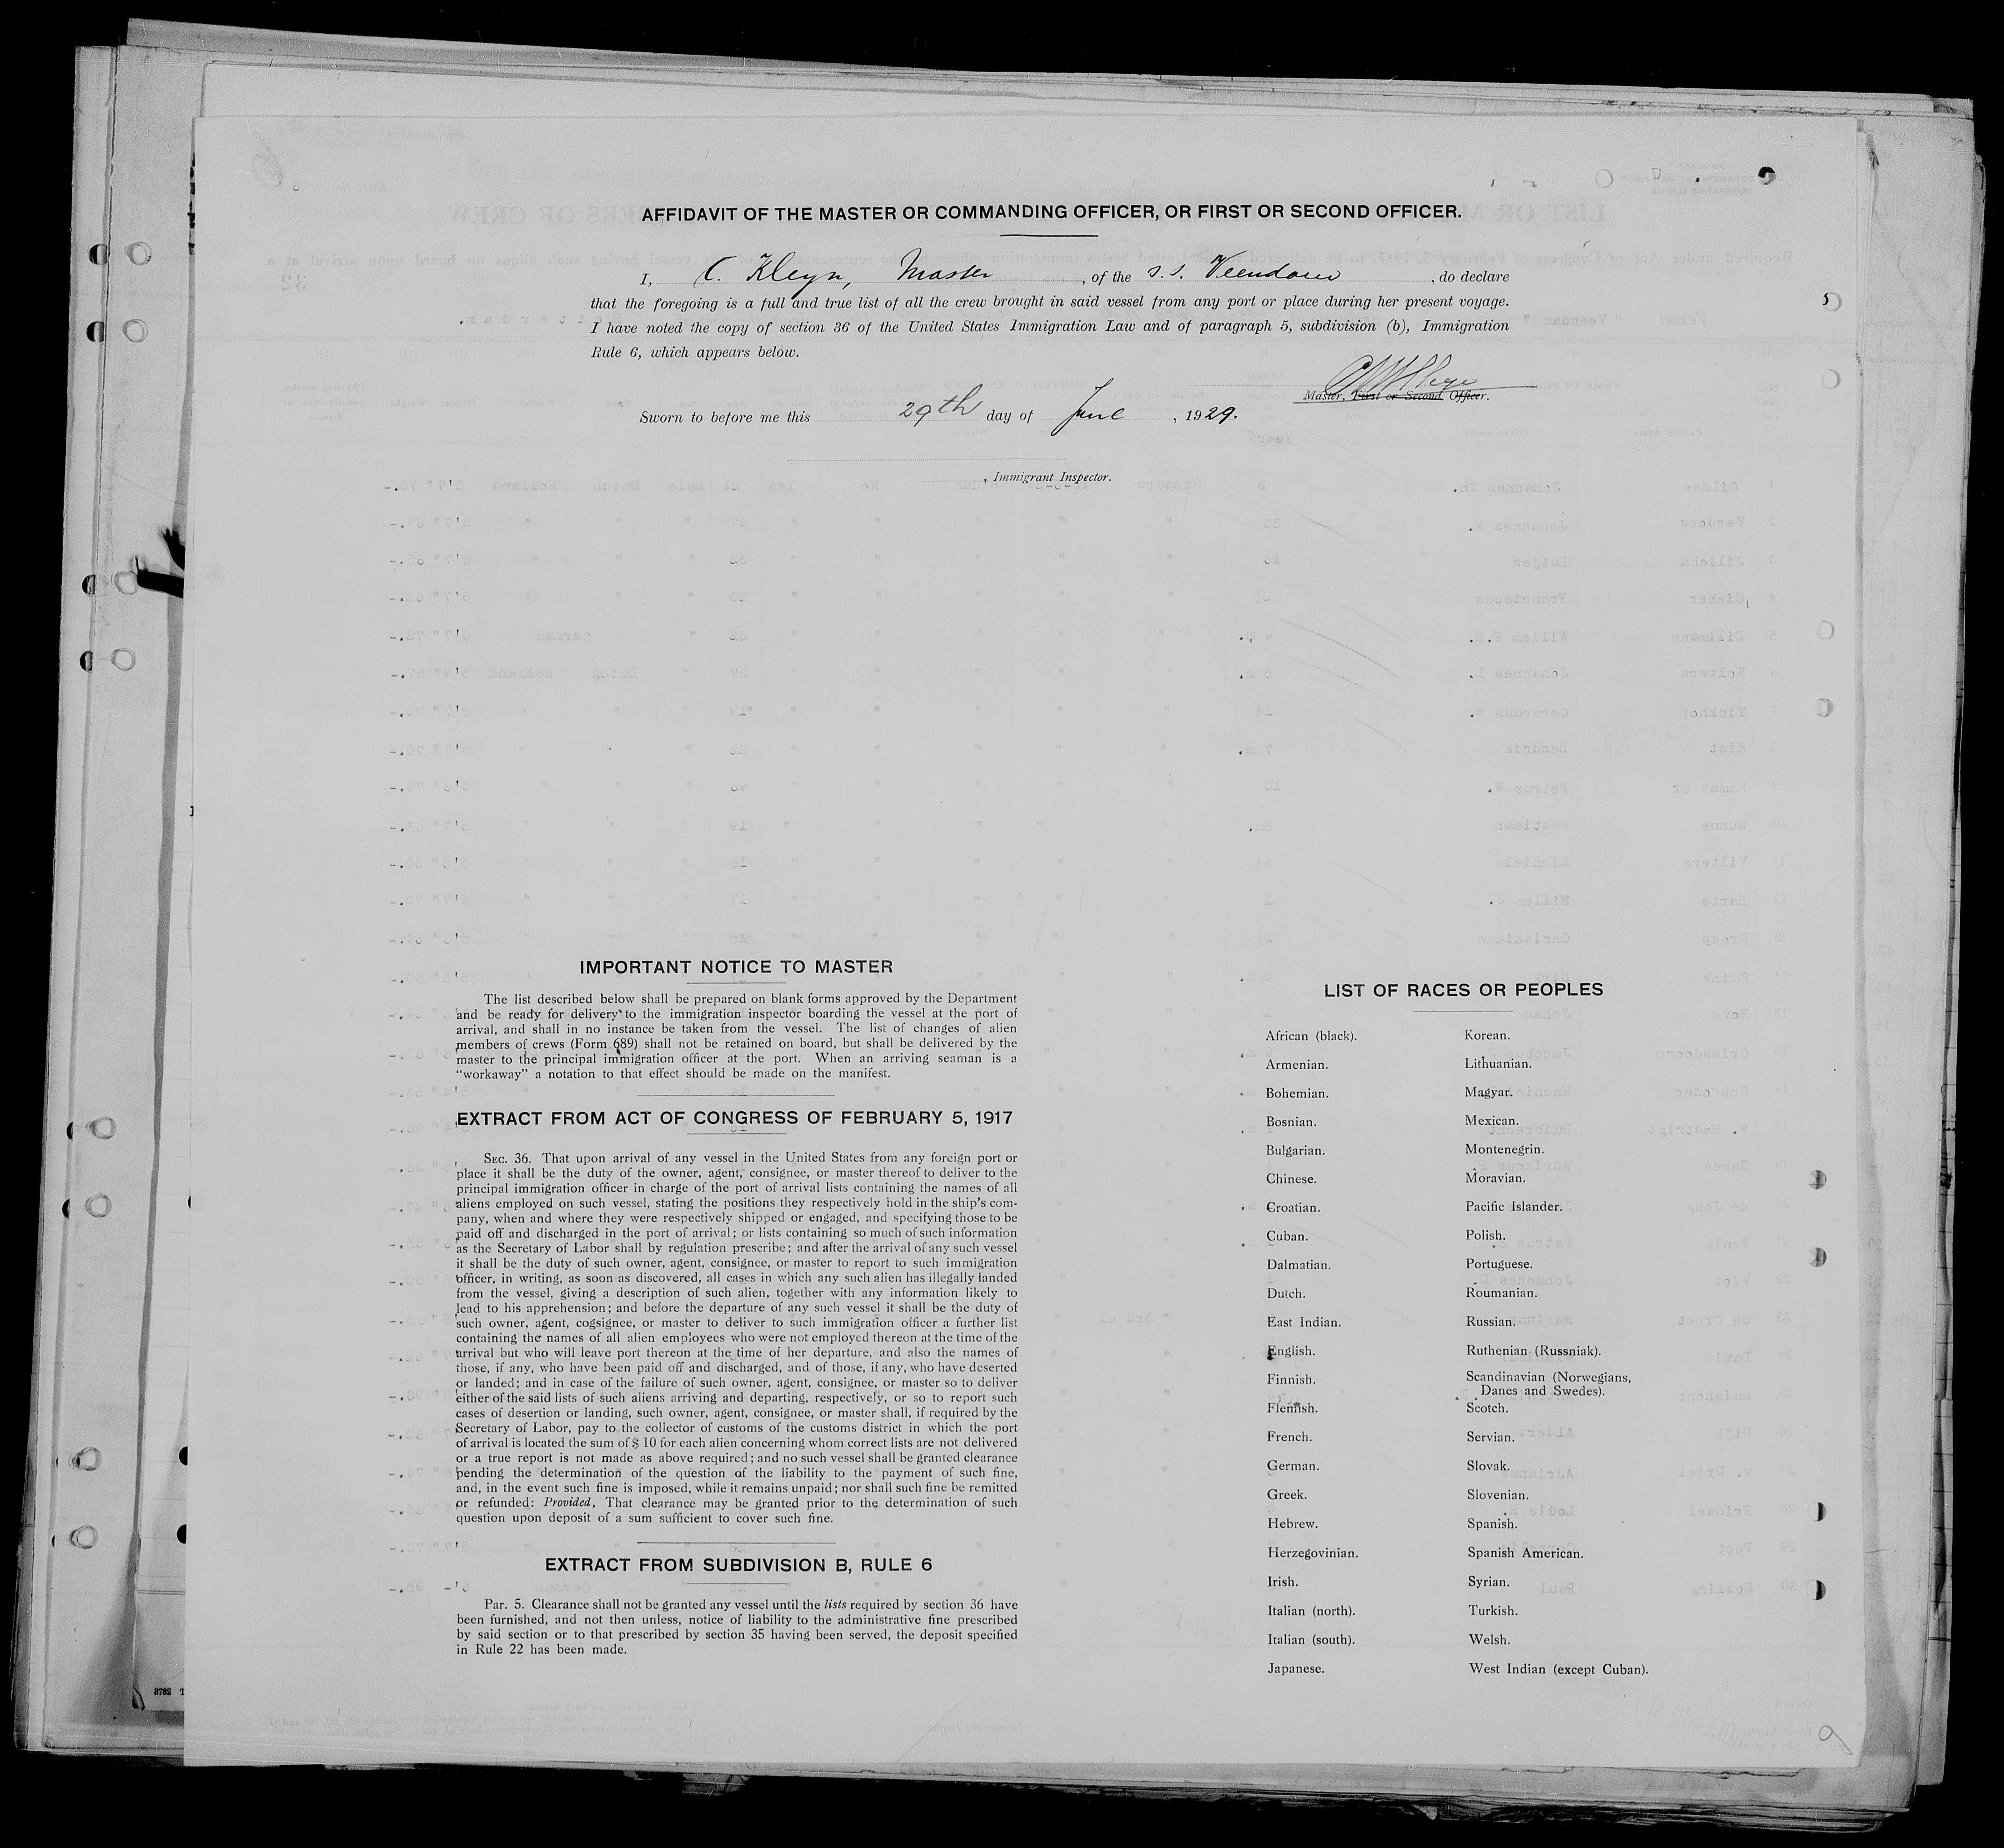 AFFIDAVIT OF THE MASTER OR COMMANDING OFFICER, OR FIRST OR SECOND OFFICER.
I, C. Kleyn, Master, of the s.s. Veendam, do declare
that the foregoing is a full and true list of all the crew brought in said vessel from any port or place during her present voyage.
I have noted the copy of section 36 of the United States Immigration Law and of paragraph 5, subdivision (b), Immigration
Rule 6, which appears below.
Master, First or Second Officer.
Sworn to before me this 29th day of June, 1929.
, Immigrant Inspector.
IMPORTANT NOTICE TO MASTER
The list described below shall be prepared on blank forms approved by the Department
and be ready for delivery to the immigration inspector boarding the vessel at the port of
arrival, and shall in no instance be taken from the vessel. The list of changes of alien
members of crews (Form 689) shall not be retained on board, but shall be delivered by the
master to the principal immigration officer at the port. When an arriving seaman is a
“workaway” a notation to that effect should be made on the manifest.
EXTRACT FROM ACT OF CONGRESS OF FEBRUARY 5, 1917
SEC. 36. That upon arrival of any vessel in the United States from any foreign port or
place it shall be the duty of the owner, agent, consignee, or master thereof to deliver to the
principal immigration officer in charge of the port of arrival lists containing the names of all
aliens employed on such vessel, stating the positions they respectively hold in the ship's com-
pany, when and where they were respectively shipped or engaged, and specifying those to be
paid off and discharged in the port of arrival; or lists containing so much of such information
as the Secretary of Labor shall by regulation prescribe; and after the arrival of any such vessel
it shall be the duty of such owner, agent, consignee, or master to report to such immigration
officer, in writing, as soon as discovered, all cases in which any such alien has illegally landed
from the vessel, giving a description of such alien, together with any information likely to
lead to his apprehension; and before the departure of any such vessel it shall be the duty of
such owner, agent, cogsignee, or master to deliver to such immigration officer a further list
containing the names of all alien employees who were not employed thereon at the time of the
arrival but who will leave port thereon at the time of her departure, and also the names of
those, if any, who have been paid off and discharged, and of those, if any, who have deserted
or landed; and in case of the failure of such owner, agent, consignee, or master so to deliver
either of the said lists of such aliens arriving and departing, respectively, or so to report such
cases of desertion or landing, such owner, agent, consignee, or master shall, if required by the
Secretary of Labor, pay to the collector of customs of the customs district in which the port
of arrival is located the sum of $ 10 for each alien concerning whom correct lists are not delivered
or a true report is not made as above required; and no such vessel shall be granted clearance
pending the determination of the question of the liability to the payment of such fine,
and, in the event such fine is imposed, while it remains unpaid; nor shall such fine be remitted
or refunded: Provided, That clearance may be granted prior to the determination of such
question upon deposit of a sum sufficient to cover such fine.
EXTRACT FROM SUBDIVISION B, RULE 6
Par. 5. Clearance shall not be granted any vessel until the lists required by section 36 have
been furnished, and not then unless, notice of liability to the administrative fine prescribed
by said section or to that prescribed by section 35 having been served, the deposit specified
in Rule 22 has been made.
LIST OF RACES OR PEOPLES
African (black).
Armenian.
Bohemian.
Bosnian.
Bulgarian.
Chinese.
Croatian.
Cuban.
Dalmatian.
Dutch.
East Indian.
English.
Finnish.
Flemish.
French.
German.
Greek.
Hebrew.
Herzegovinian.
Irish.
Italian (north).
Italian (south).
Japanese.
Korean.
Lithuanian.
Magyar.
Mexican.
Montenegrin.
Moravian.
Pacific Islander.
Polish.
Portuguese.
Roumanian.
Russian.
Ruthenian (Russniak).
Scandinavian (Norwegians,
Danes and Swedes).
Scotch.
Servian.
Slovak.
Slovenian.
Spanish.
Spanish American.
Syrian.
Turkish.
Welsh.
West Indian (except Cuban).
3782
9